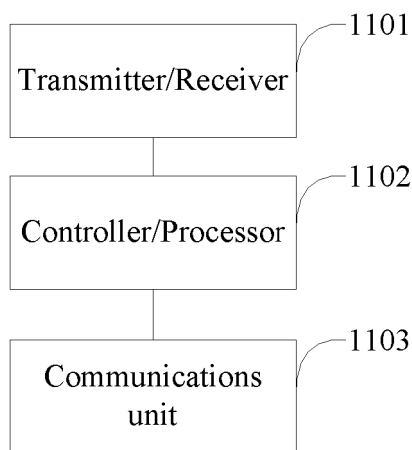 1101
Transmitter/Receiver
1102
Controller/Processor
1103
Communications
unit